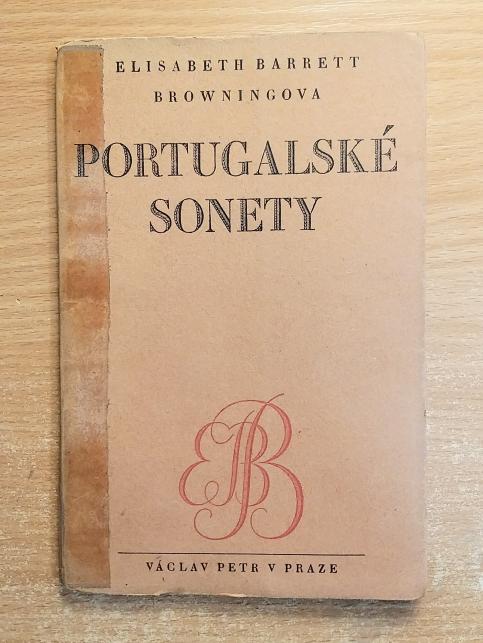 ELISABETH BARRETT
BROWNINGOVA
PORTUGALSKÉ
SONETY
EBB
VÁCLAV PETR V PRAZE